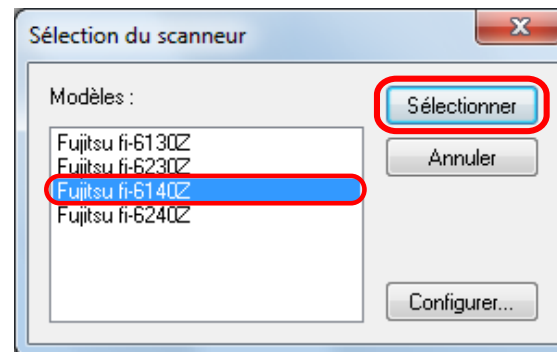 Sélection du scanneur
Modèles :
Fujitsu fi-6130Z
Fujitsu fi-6230Z
Fujitsu fi-6140Z
Fujitsu fi-6240Z
Sélectionner
Annuler
Configurer...